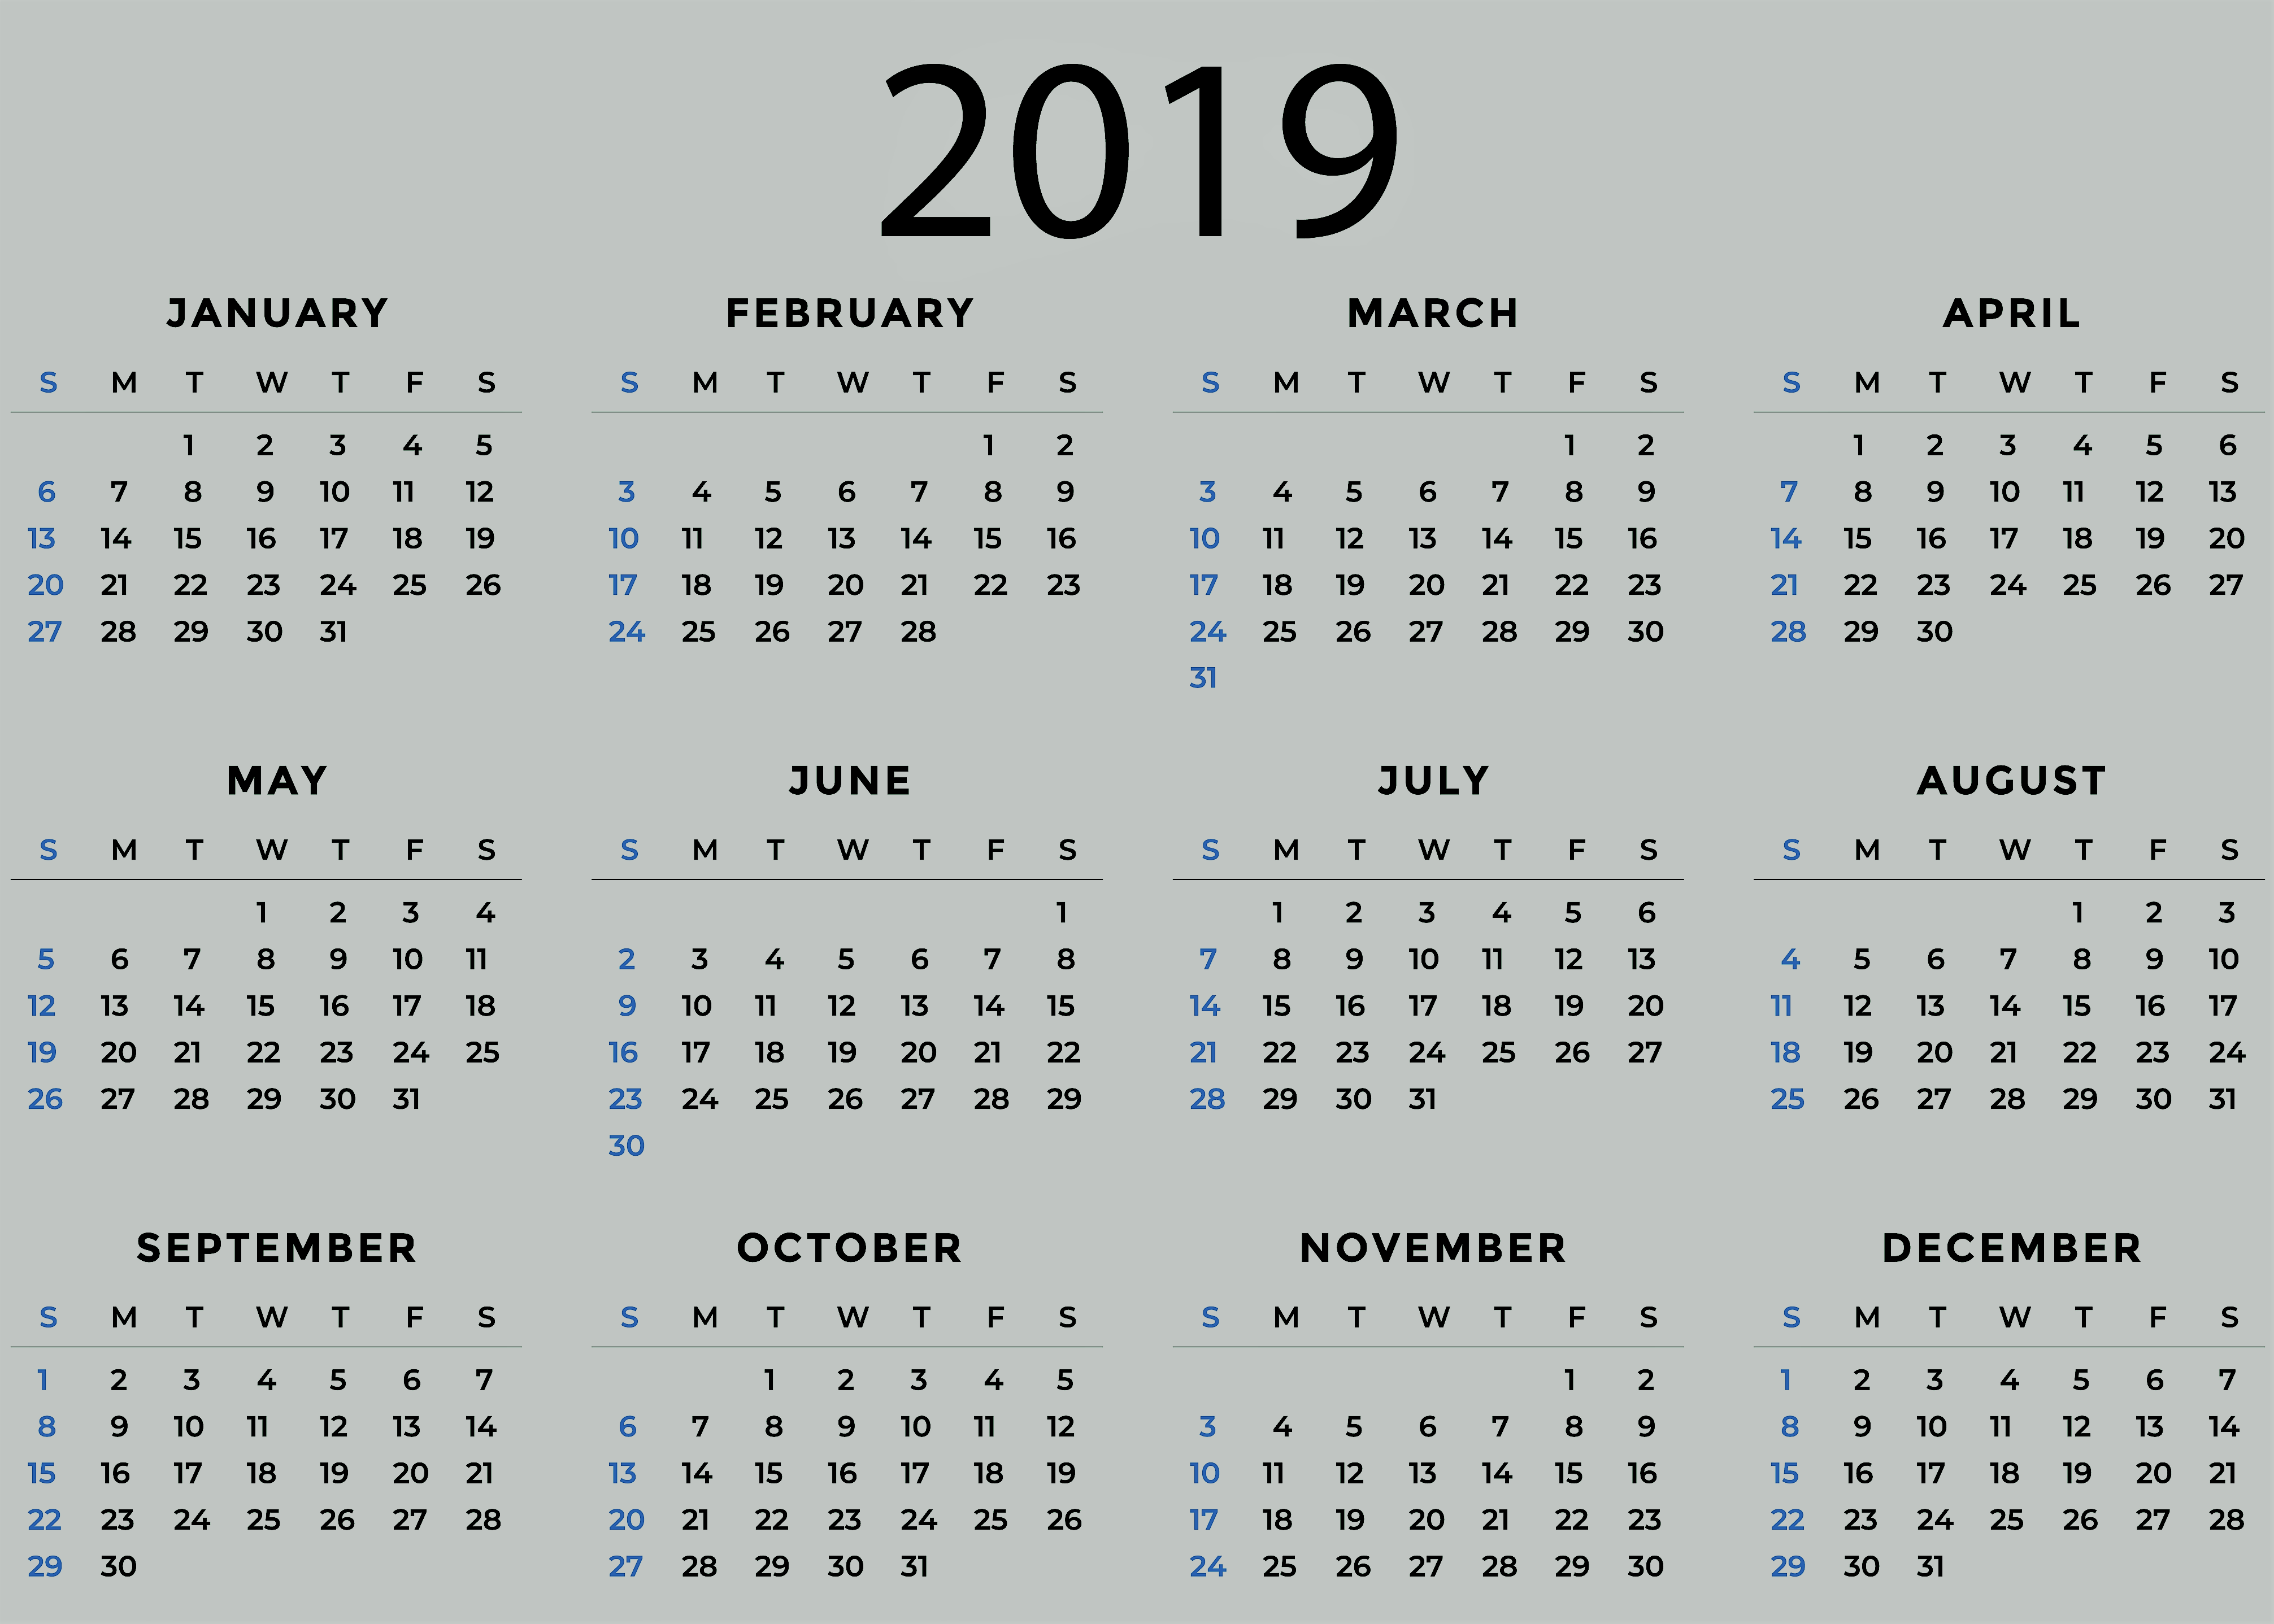 2019
JANUARY
S M T W T F S
1 2 3 4 5
6 7 8 9 10 11 12
13 14 15 16 17 18 19
20 21 22 23 24 25 26
27 28 29 30 31
FEBRUARY
S M T W T F S
1 2
3 4 5 6 7 8 9
10 11 12 13 14 15 16
17 18 19 20 21 22 23
24 25 26 27 28
MARCH
S M T W T F S
1 2
3 4 5 6 7 8 9
10 11 12 13 14 15 16
17 18 19 20 21 22 23
24 25 26 27 28 29 30
31
APRIL
S M T W T F S
1 2 3 4 5 6
7 8 9 10 11 12 13
14 15 16 17 18 19 20
21 22 23 24 25 26 27
28 29 30
MAY
S M T W T F S
1 2 3 4
5 6 7 8 9 10 11
12 13 14 15 16 17 18
19 20 21 22 23 24 25
26 27 28 29 30 31
JUNE
S M T W T F S
1
2 3 4 5 6 7 8
9 10 11 12 13 14 15
16 17 18 19 20 21 22
23 24 25 26 27 28 29
30
JULY
S M T W T F S
1 2 3 4 5 6
7 8 9 10 11 12 13
14 15 16 17 18 19 20
21 22 23 24 25 26 27
28 29 30 31
AUGUST
S M T W T F S
1 2 3
4 5 6 7 8 9 10
11 12 13 14 15 16 17
18 19 20 21 22 23 24
25 26 27 28 29 30 31
SEPTEMBER
S M T W T F S
1 2 3 4 5 6 7
8 9 10 11 12 13 14
15 16 17 18 19 20 21
22 23 24 25 26 27 28
29 30
OCTOBER
S M T W T F S
1 2 3 4 5
6 7 8 9 10 11 12
13 14 15 16 17 18 19
20 21 22 23 24 25 26
27 28 29 30 31
NOVEMBER
S M T W T F S
1 2
3 4 5 6 7 8 9
10 11 12 13 14 15 16
17 18 19 20 21 22 23
24 25 26 27 28 29 30
DECEMBER
S M T W T F S
1 2 3 4 5 6 7
8 9 10 11 12 13 14
15 16 17 18 19 20 21
22 23 24 25 26 27 28
29 30 31